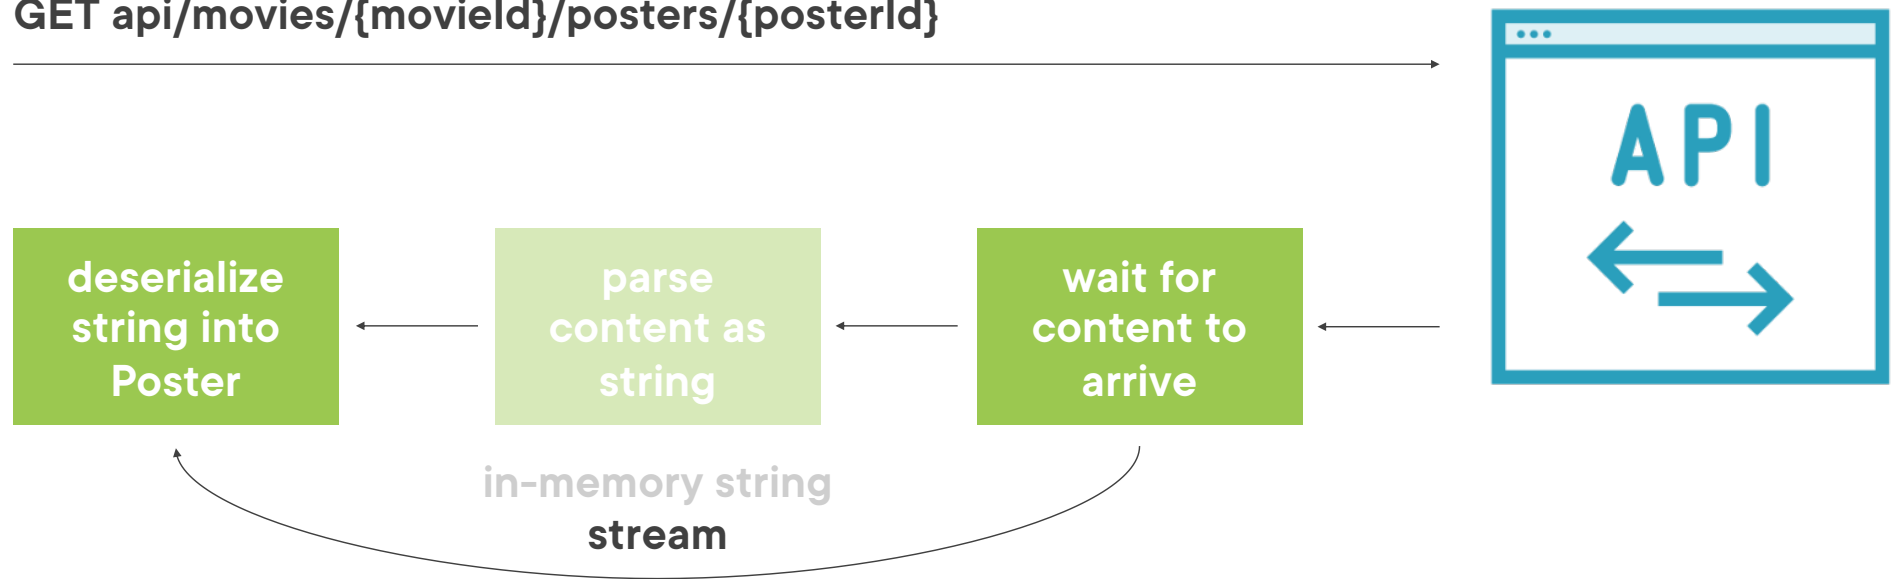 GET api/movies/{movieId}/posters/{posterId}
API
deserialize
string into
Poster
parse
content as
string
wait for
content to
arrive
in-memory string
stream